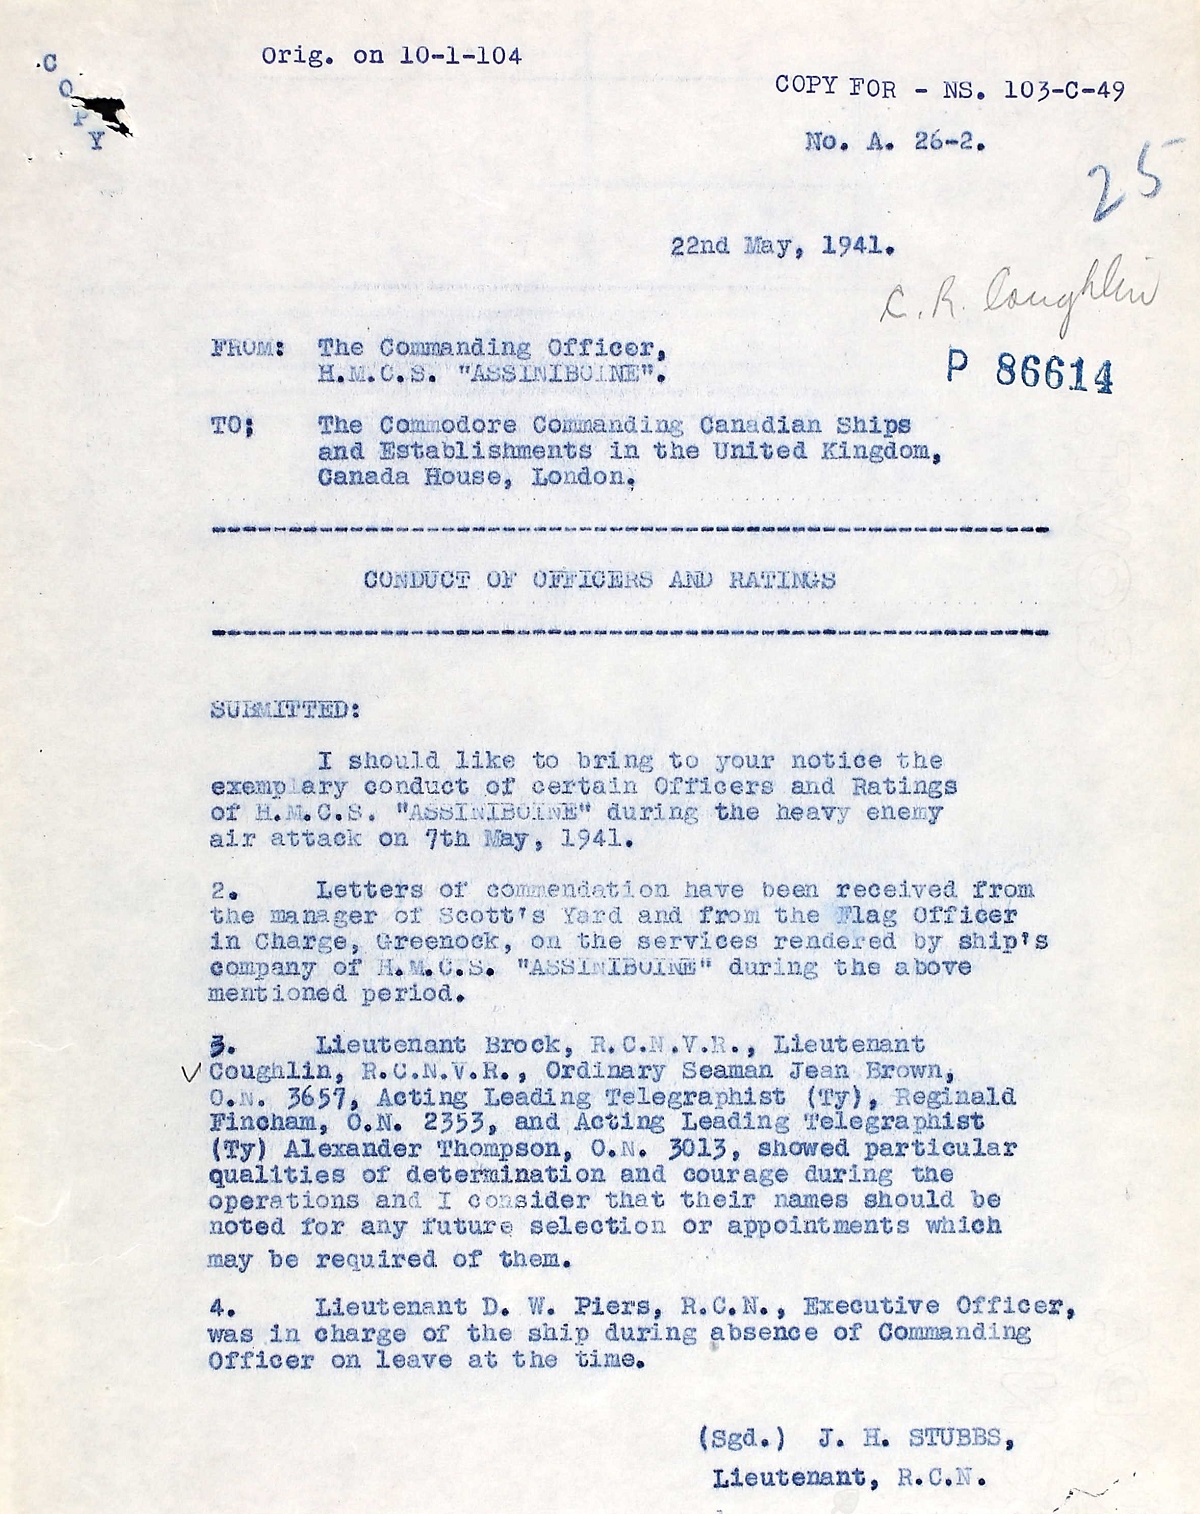 Orig. on 10-1-104
C
O
P
Y
COPY FOR - NS. 103-C-49
No. A. 26-2.
25
22nd May, 1941.
C. R. Coughlin
P 86614
FROM: The Commanding Officer,
H.M.C.S. "ASSINIBOINE".
TO; The Commodore Commanding Canadian Ships
and Establishments in the United Kingdom,
Canada House, London.
CONDUCT OF OFFICERS AND RATINGS
SUBMITTED:
I should like to bring to your notice the
exemplary conduct of certain Officers and Ratings
of H.M.C.S. "ASSINIBOINE" during the heavy enemy
air attack on 7th May, 1941.
2. Letters of commendation have been received from
the manager of Scott's Yard and from the Flag Officer
in Charge, Greenock, on the services rendered by ship's
company of H.M.C.S. "ASSINIBOINE" during the above
mentioned period.
3. Lieutenant Brock, R.C.N.V.R., Lieutenant
✓ Coughlin, R.C.N.V.R., Ordinary Seaman Jean Brown,
O.N. 3657, Acting Leading Telegraphist (Ty), Reginald
Fincham, O.N. 2353, and Acting Leading Telegraphist
(Ty) Alexander Thompson, O.N. 3013, showed particular
qualities of determination and courage during the
operations and I consider that their names should be
noted for any future selection or appointments which
may be required of them.
4. Lieutenant D. W. Piers, R.C.N., Executive Officer,
was in charge of the ship during absence of Commanding
Officer on leave at the time.
(Sgd.) J. H. STUBBS,
Lieutenant, R.C.N.